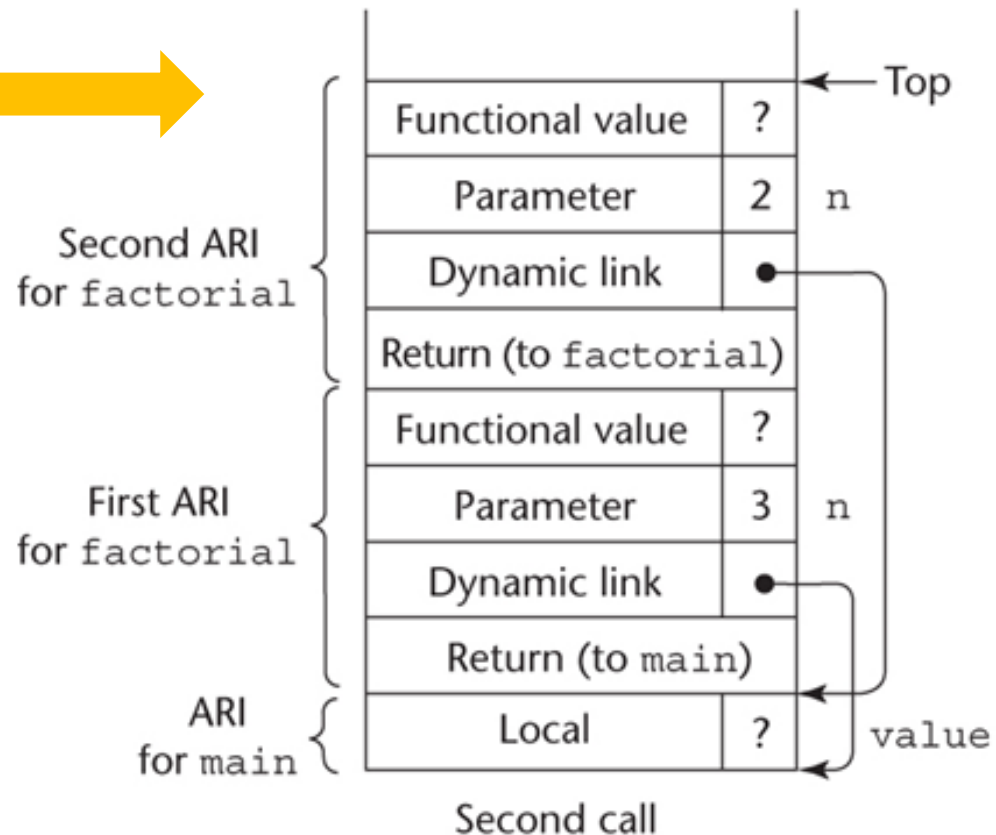 Top
Functional value ?
Parameter 2 n
Second ARI
for factorial
Dynamic link
Return (to factorial)
Functional value ?
First ARI
for factorial
Parameter 3 n
Dynamic link
Return (to main)
ARI
for main
Local ? value
Second call